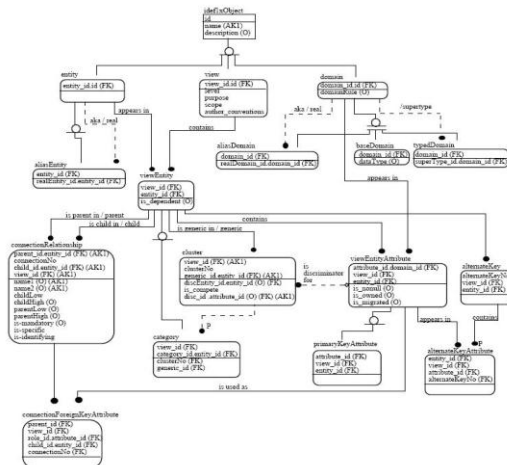 idef1xObject
id
name (AK1)
description (O)
entity
entity_id.id (FK)
view
view_id.id (FK)
level
purpose
scope
author_conventions
domain
domain_id.id (FK)
domainRule (O)
appears in
aka / real
contains
aka / real
/supertype
aliasEntity
entity_id (FK)
realEntity_id.entity_id (FK)
viewEntity
view_id (FK)
entity_id (FK)
is_dependent (O)
aliasDomain
domain_id (FK)
realDomain_id.domain_id (FK)
baseDomain
domain_id (FK)
dataType (O)
typedDomain
domain_id (FK)
superType_id.domain_id (FK)
appears in
is parent in / parent
is child in / child
is generic in / generic
contains
connectionRelationship
parent_id.entity_id (FK) (AK1)
connectionNo
child_id.entity_id (FK) (AK1)
view_id (FK) (AK1)
name1 (O) (AK1)
name2 (O) (AK1)
childLow
childHigh (O)
parentLow (O)
parentHigh (O)
is-mandatory (O)
is-specific
is-identifying
cluster
view_id (FK) (AK1)
clusterNo
generic_id.entity_id (FK) (AK1)
discEntity_id.entity_id (O) (FK)
is_compete
disc_id.attribute_id (O) (FK) (AK1)
is
discriminator
for
viewEntityAttribute
attribute_id.domain_id (FK)
view_id (FK)
entity_id (FK)
is_nonull (O)
is_owned (O)
is_migrated (O)
alternateKey
alternateKeyNo
view_id (FK)
entity_id (FK)
P
category
view_id (FK)
category_id.entity_id (FK)
clusterNo (FK)
generic_id (FK)
primaryKeyAttribute
attribute_id (FK)
view_id (FK)
entity_id (FK)
appears in
contains
P
alternateKeyAttribute
entity_id (FK)
view_id (FK)
attribute_id (FK)
alternateKeyNo (FK)
is used as
connectionForeignKeyAttribute
parent_id (FK)
view_id (FK)
role_id.attribute_id (FK)
child_id.entity_id (FK)
connectionNo (FK)